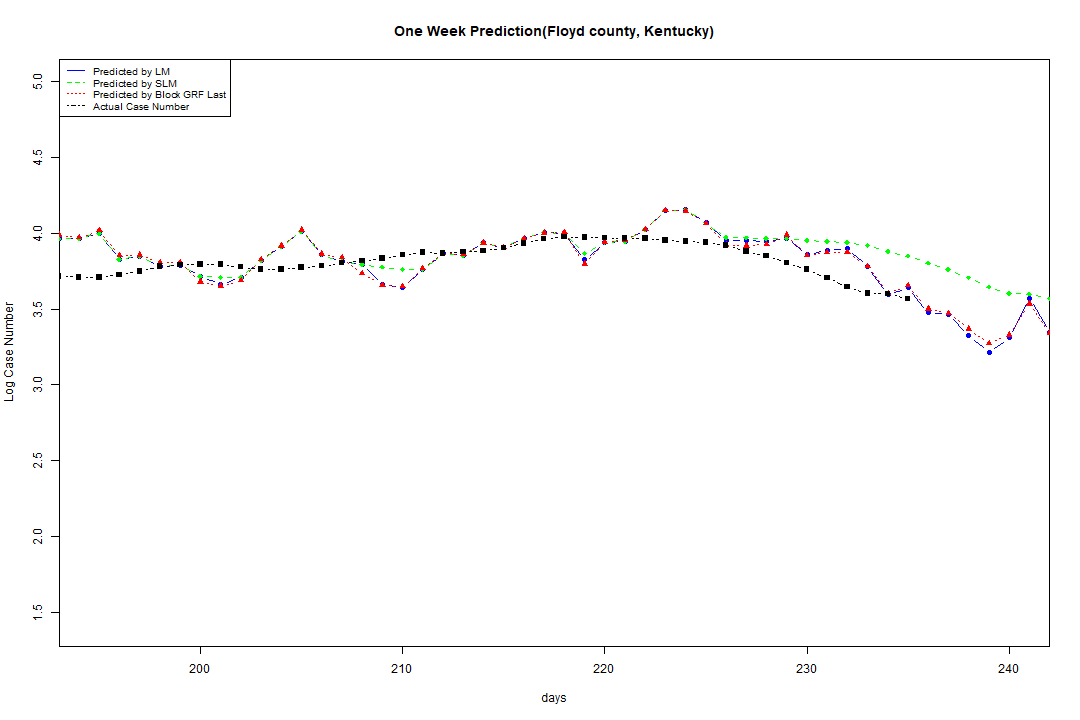 One Week Prediction(Floyd county, Kentucky)
Predicted by LM
Predicted by SLM
Predicted by Block GRF Last
Actual Case Number
5.0
4.5
4.0
3.5
3.0
2.5
2.0
1.5
Log Case Number
200 210 220 230 240
days